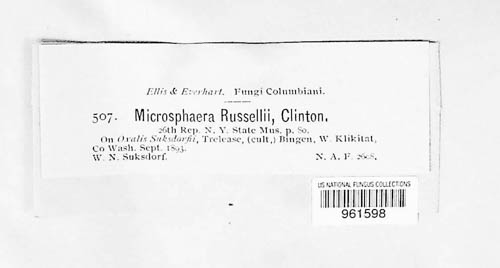 Ellis & Everhart. Fungi Columbiani.
507. Microsphaera Russellii, Clinton.
26th Rep. N. Y. State Mus. p. 80.
On Oxalis Suksdorfii, Trelease, (cult,) Bingen, W. Klikitat,
Co Wash. Sept. 1893.
W. N. Suksdorf. N. A. F. 2608.
US NATIONAL FUNGUS COLLECTIONS
961598